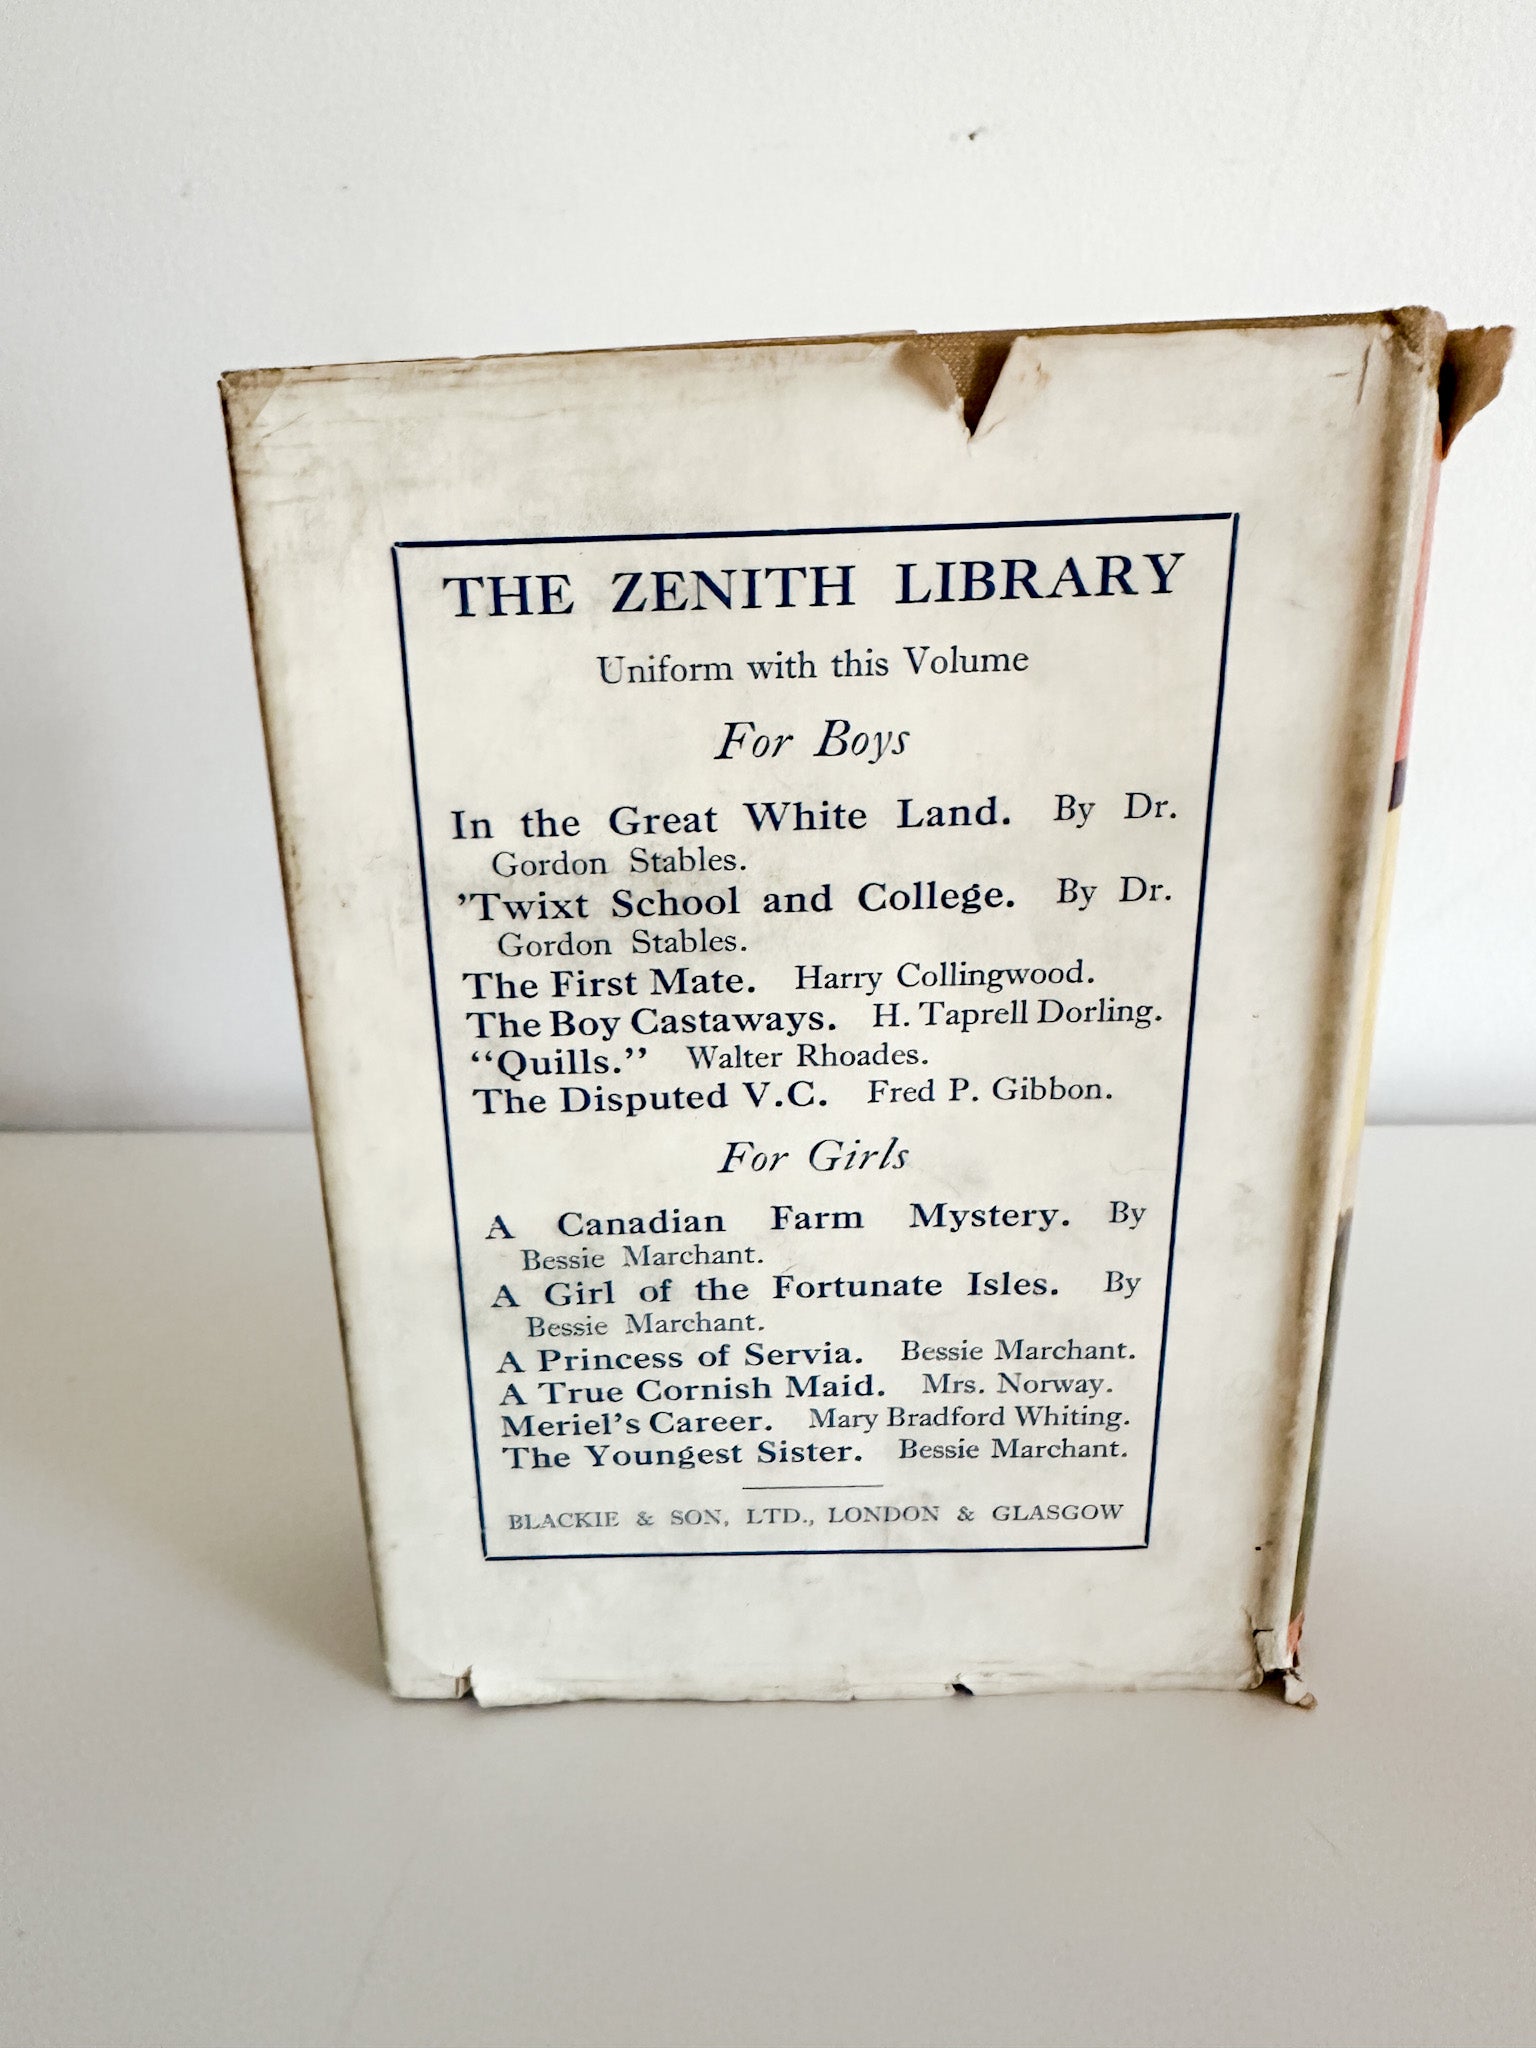 THE ZENITH LIBRARY
Uniform with this Volume
For Boys
In the Great White Land. By Dr.
Gordon Stables.
’Twixt School and College. By Dr.
Gordon Stables.
The First Mate. Harry Collingwood.
The Boy Castaways. H. Taprell Dorling.
“Quills.” Walter Rhoades.
The Disputed V.C. Fred P. Gibbon.
For Girls
A Canadian Farm Mystery. By
Bessie Marchant.
A Girl of the Fortunate Isles. By
Bessie Marchant.
A Princess of Servia. Bessie Marchant.
A True Cornish Maid. Mrs. Norway.
Meriel’s Career. Mary Bradford Whiting.
The Youngest Sister. Bessie Marchant.
BLACKIE & SON, LTD., LONDON & GLASGOW